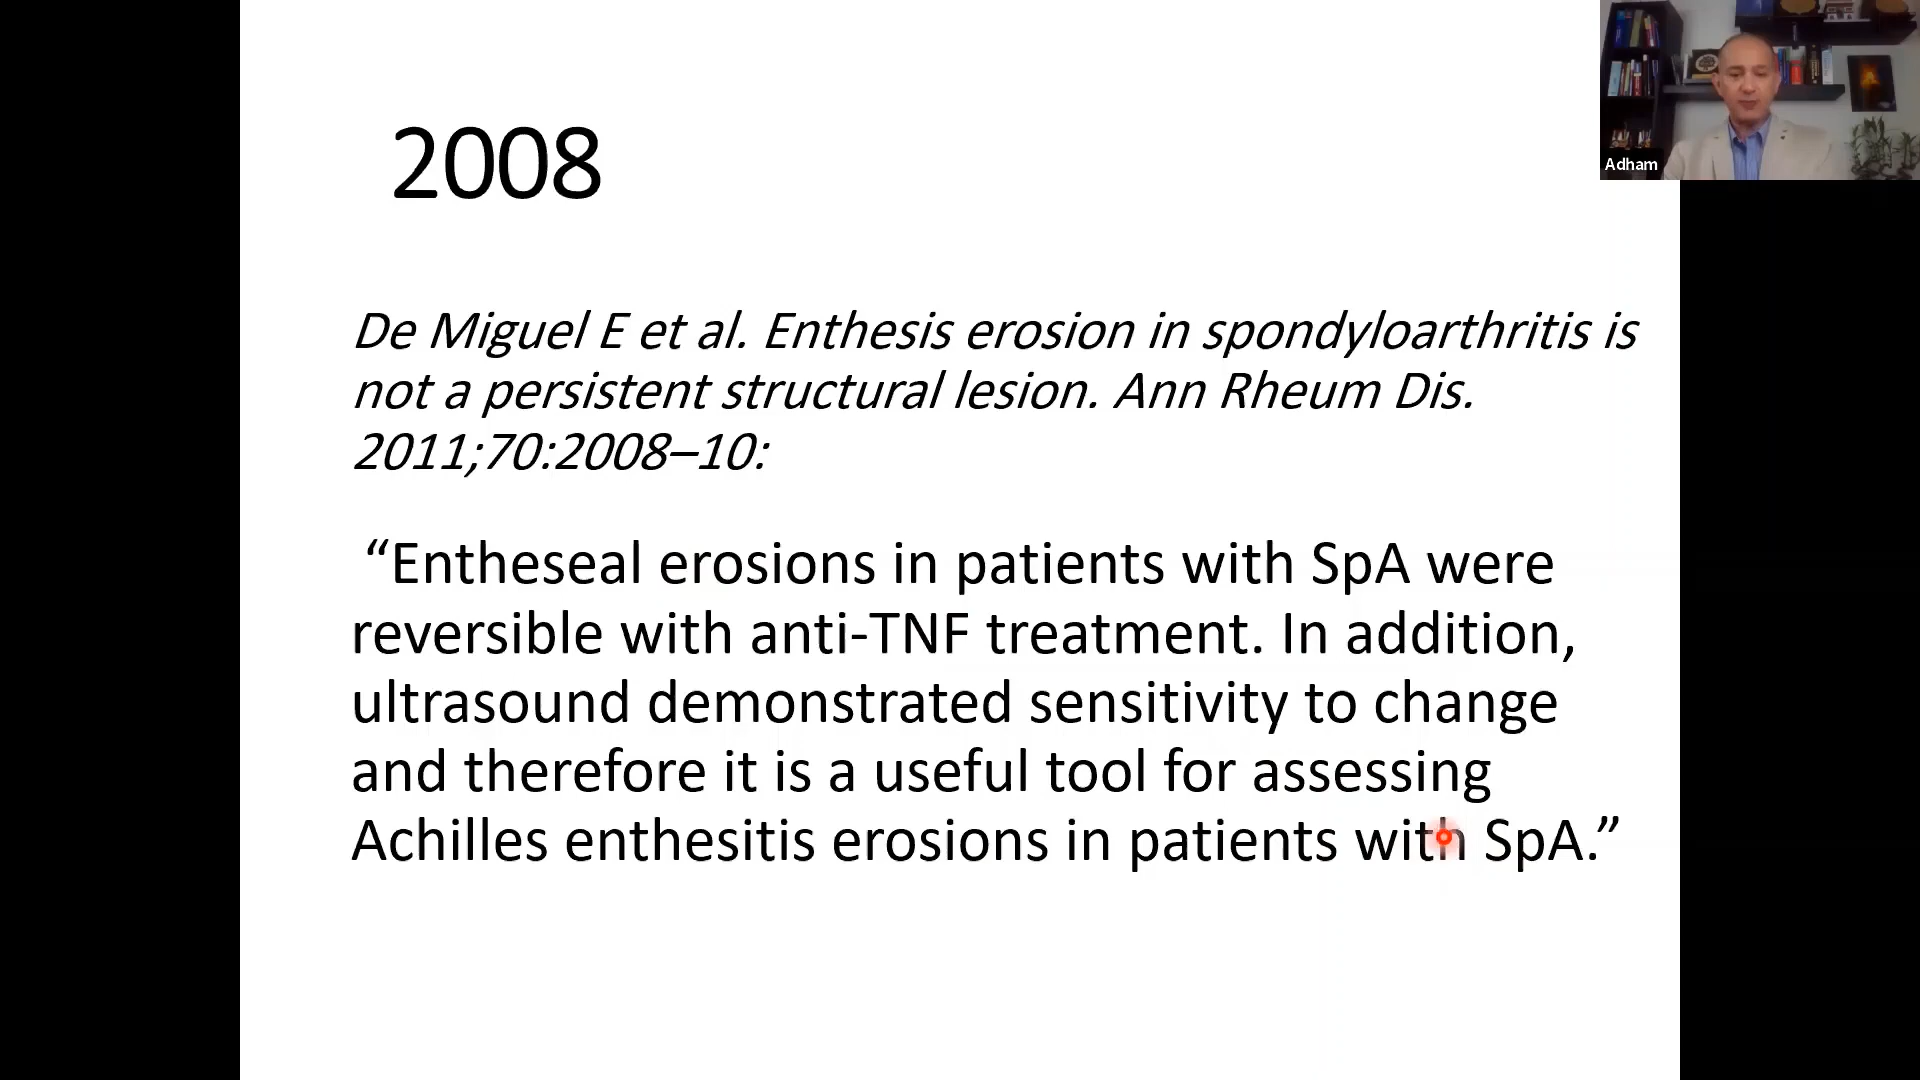 2008
De Miguel E et al. Enthesis erosion in spondyloarthritis is
not a persistent structural lesion. Ann Rheum Dis.
2011;70:2008–10:
“Entheseal erosions in patients with SpA were
reversible with anti-TNF treatment. In addition,
ultrasound demonstrated sensitivity to change
and therefore it is a useful tool for assessing
Achilles enthesitis erosions in patients with SpA.”
Adham